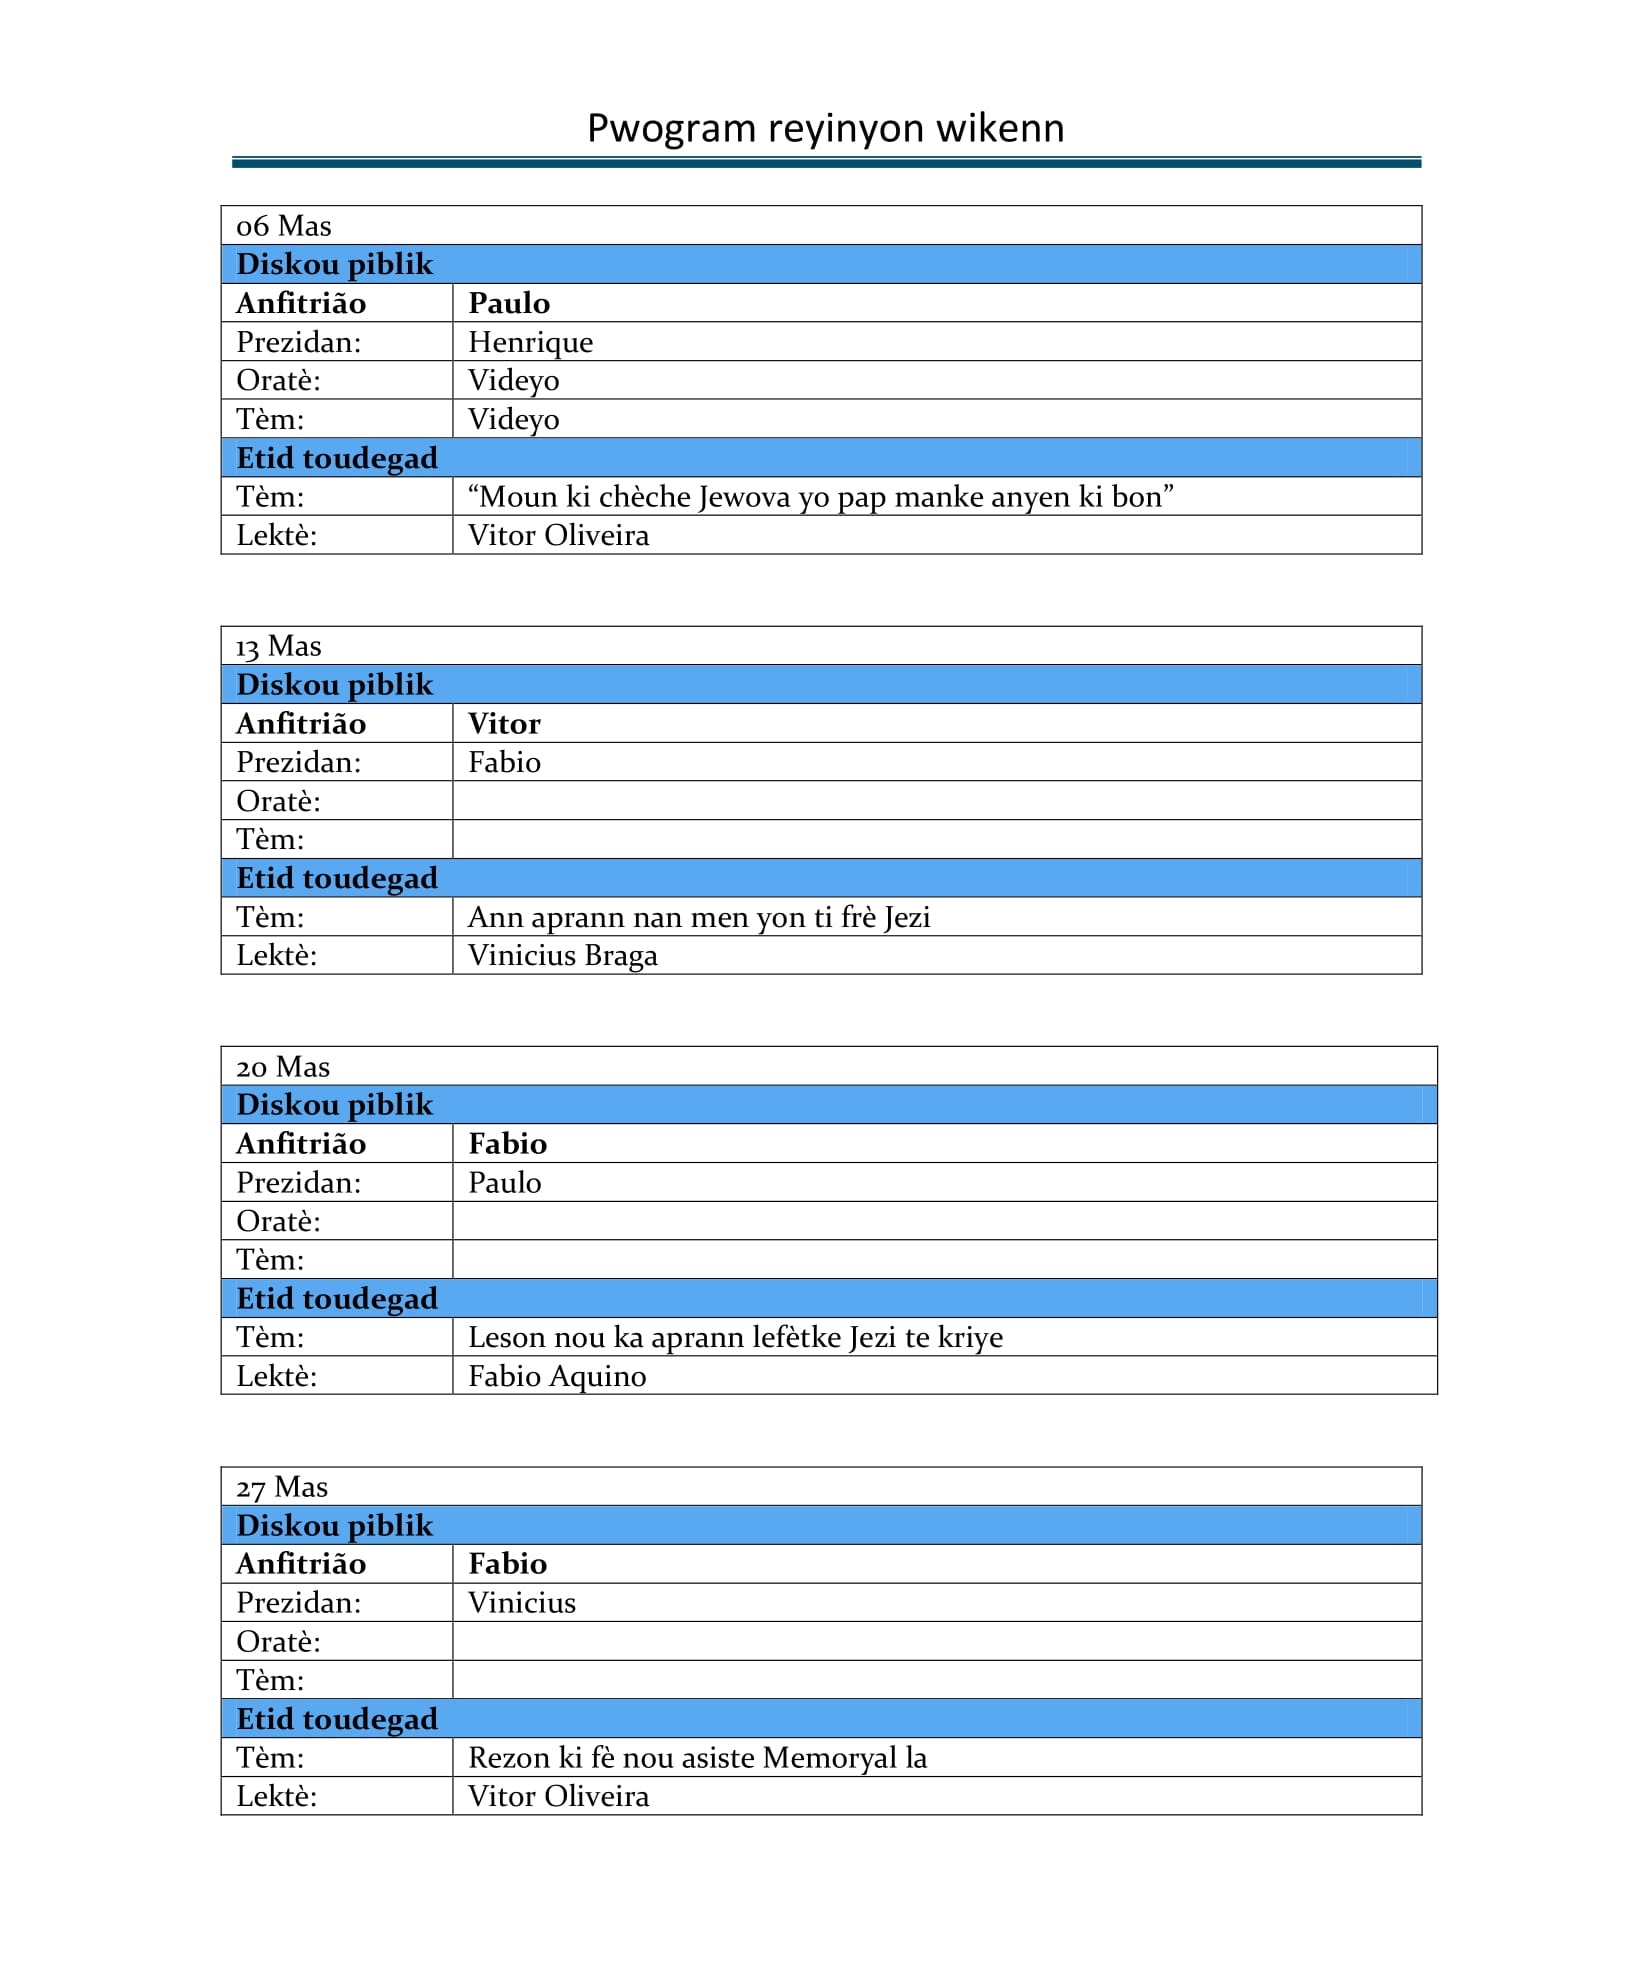 Pwogram reyinyon wikenn
06 Mas
Diskou piblik
Anfitrião Paulo
Prezidan: Henrique
Oratè: Videyo
Tèm: Videyo
Etid toudegad
Tèm: “Moun ki chèche Jewova yo pap manke anyen ki bon”
Lektè: Vitor Oliveira
13 Mas
Diskou piblik
Anfitrião Vitor
Prezidan: Fabio
Oratè:
Tèm:
Etid toudegad
Tèm: Ann aprann nan men yon ti frè Jezi
Lektè: Vinicius Braga
20 Mas
Diskou piblik
Anfitrião Fabio
Prezidan: Paulo
Oratè:
Tèm:
Etid toudegad
Tèm: Leson nou ka aprann lefètke Jezi te kriye
Lektè: Fabio Aquino
27 Mas
Diskou piblik
Anfitrião Fabio
Prezidan: Vinicius
Oratè:
Tèm:
Etid toudegad
Tèm: Rezon ki fè nou asiste Memoryal la
Lektè: Vitor Oliveira